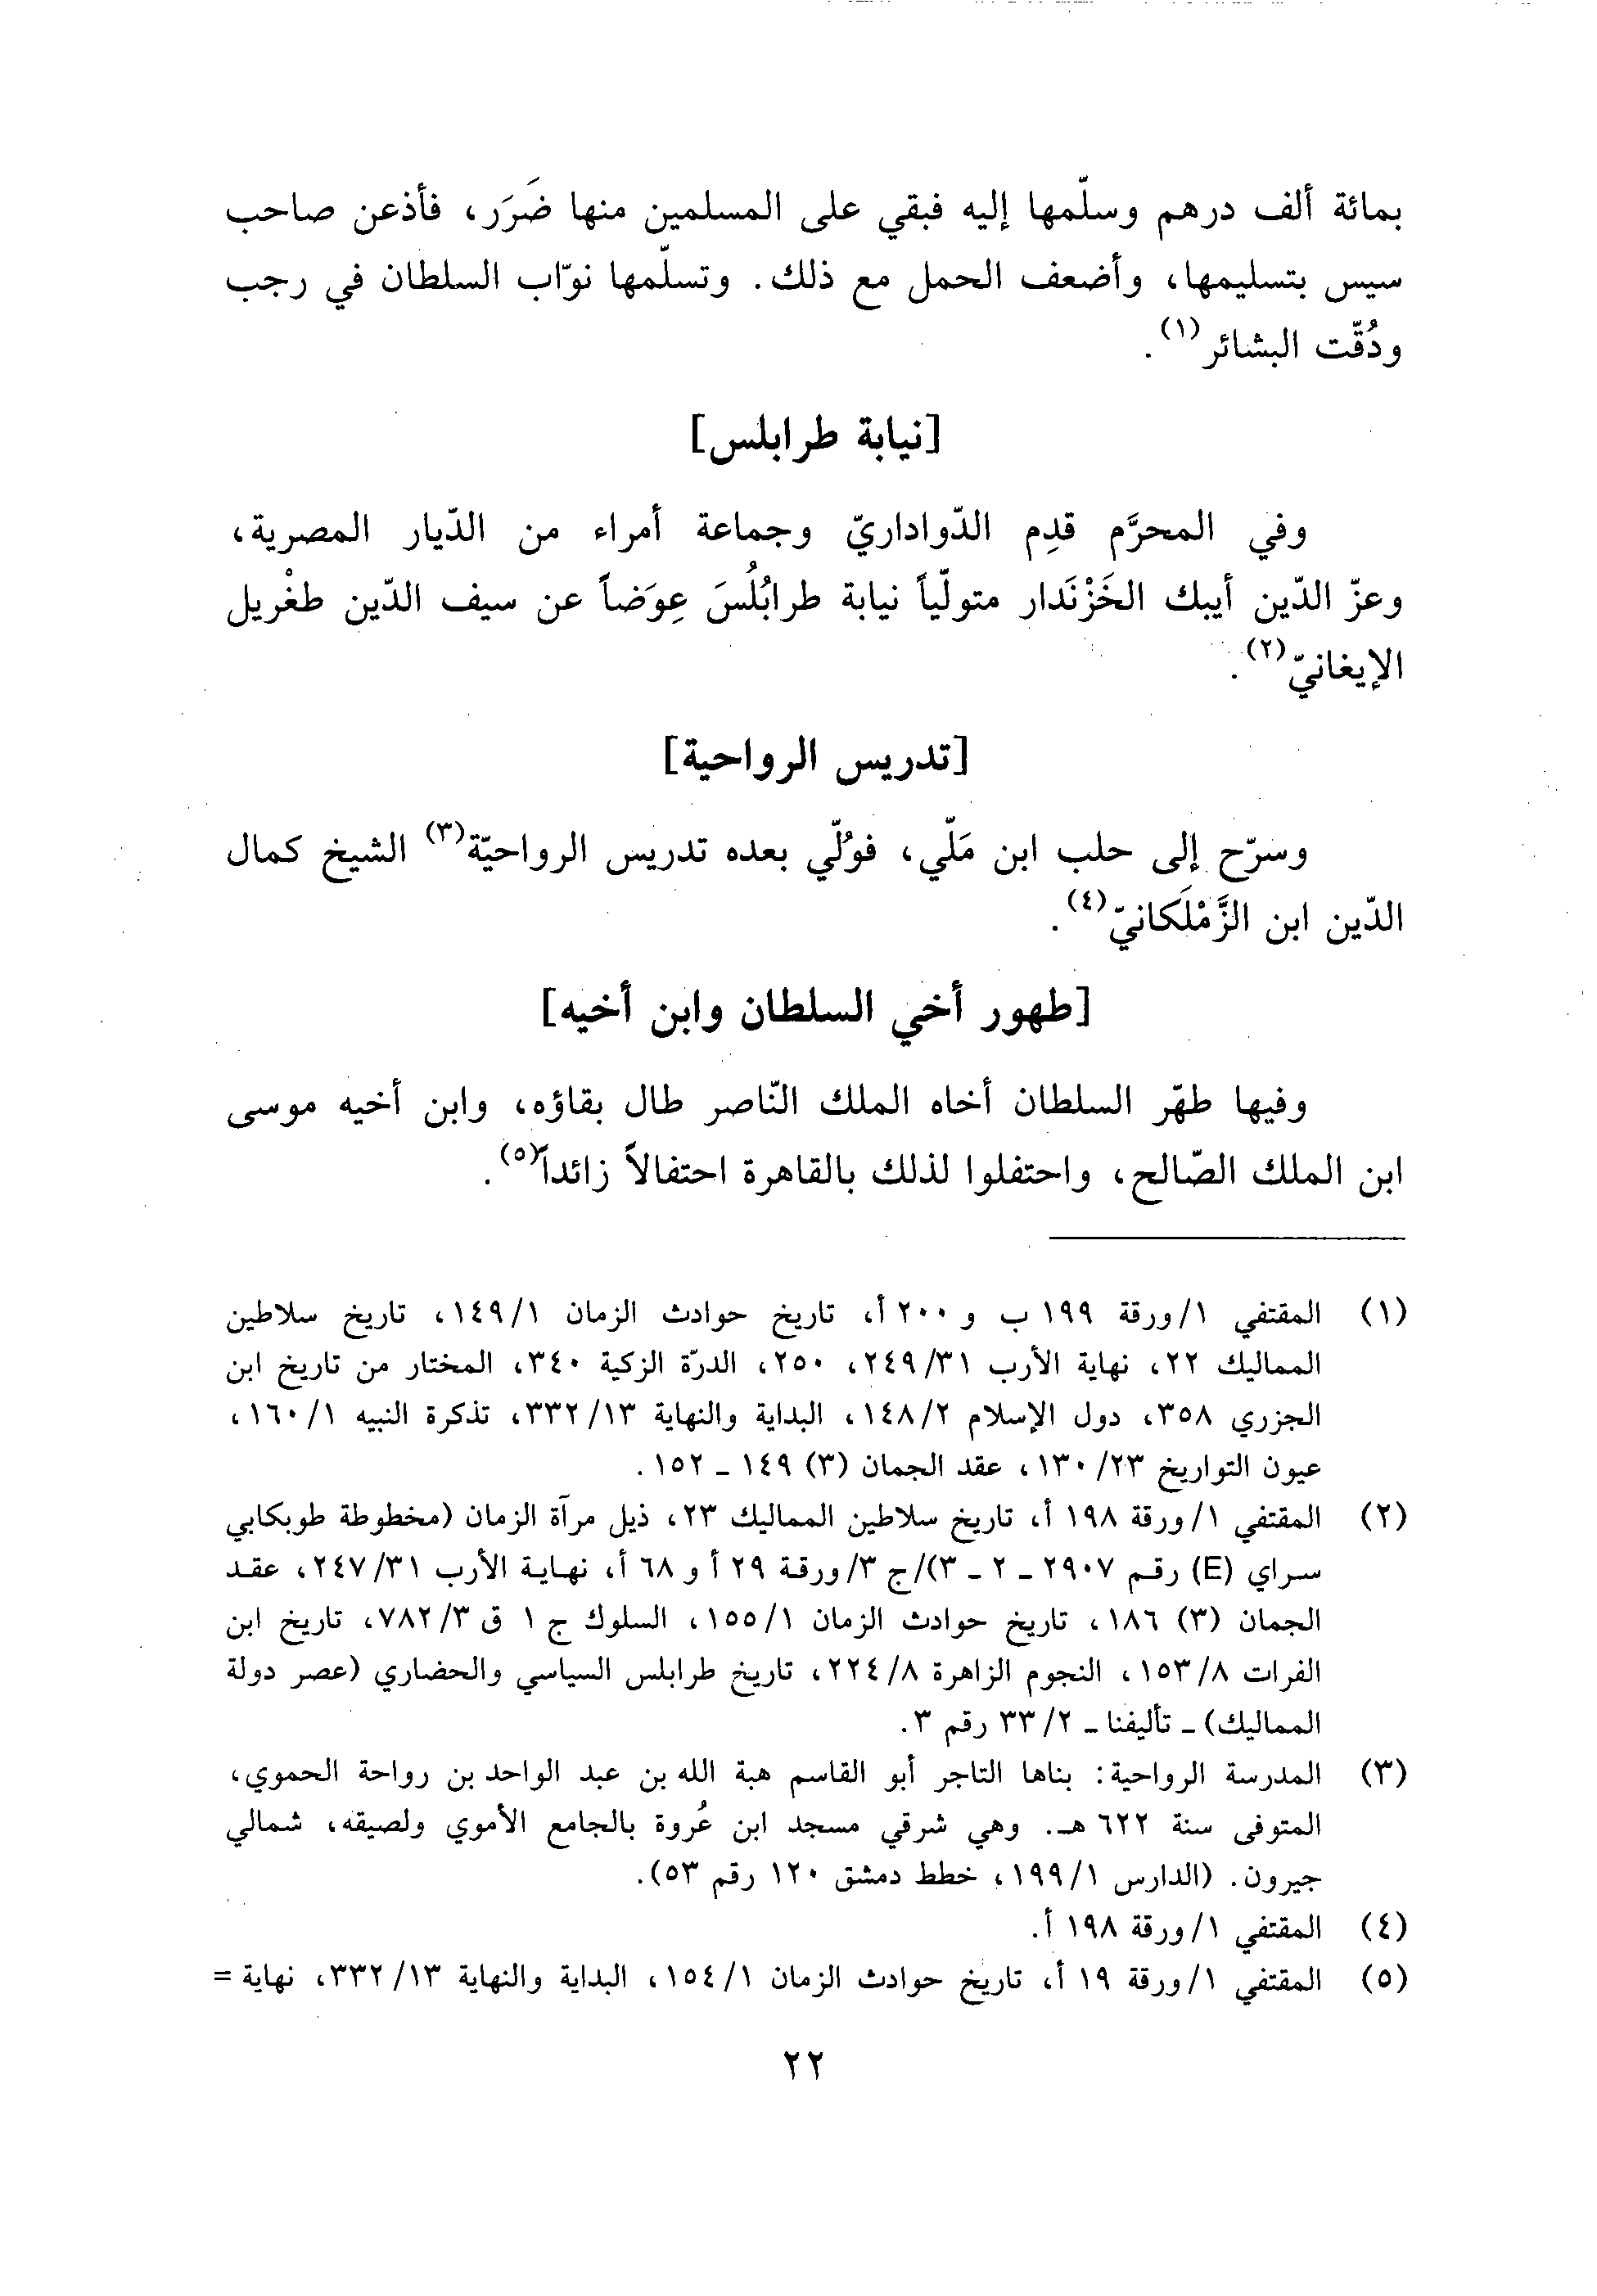 بمائة ألف درهم وسلّمها إليه فبقي على المسلمين منها ضَرَر، فأذعن صاحب
سيس بتسليمها، وأضعف الحمل مع ذلك. وتسلّمها نوّاب السلطان في رجب
ودُقّت البشائر(١).
[نيابة طرابلس]
وفي المحرَّم قدِم الدّواداريّ وجماعة أمراء من الدّيار المصرية،
وعزّ الدّين أيبك الخَزْنَدار متولّياً نيابة طرابُلُسَ عِوَضاً عن سيف الدّين طغْريل
الإيغانيّ(٢).
[تدريس الرواحية]
وسرّح إلى حلب ابن مَلّي، فوُلّي بعده تدريس الرواحيّة(٣) الشيخ كمال
الدّين ابن الزَّمْلَكانيّ(٤).
[طهور أخي السلطان وابن أخيه]
وفيها طهّر السلطان أخاه الملك النّاصر طال بقاؤه، وابن أخيه موسى
ابن الملك الصّالح، واحتفلوا لذلك بالقاهرة احتفالاً زائداً(٥).
(١) المقتفي ١/ورقة ١٩٩ ب و ٢٠٠ أ، تاريخ حوادث الزمان ١٤٩/١، تاريخ سلاطين
المماليك ٢٢، نهاية الأرب ٢٤٩/٣١، ٢٥٠، الدرّة الزكية ٣٤٠، المختار من تاريخ ابن
الجزري ٣٥٨، دول الإسلام ١٤٨/٢، البداية والنهاية ٣٣٢/١٣، تذكرة النبيه ١٦٠/١،
عيون التواريخ ١٣٠/٢٣، عقد الجمان (٣) ١٤٩ ـ ١٥٢.
(٢) المقتفي ١/ورقة ١٩٨ أ، تاريخ سلاطين المماليك ٢٣، ذيل مرآة الزمان (مخطوطة طوبكابي
سراي (E) رقم ٢٩٠٧ ـ ٢ ـ ٣)/ج ٣/ورقة ٢٩ أ و ٦٨ أ، نهاية الأرب ٢٤٧/٣١، عقد
الجمان (٣) ١٨٦، تاريخ حوادث الزمان ١٥٥/١، السلوك ج ١ ق ٧٨٢/٣، تاريخ ابن
الفرات ١٥٣/٨، النجوم الزاهرة ٢٢٤/٨، تاريخ طرابلس السياسي والحضاري (عصر دولة
المماليك) ـ تأليفنا ـ ٣٣/٢ رقم ٣.
(٣) المدرسة الرواحية: بناها التاجر أبو القاسم هبة الله بن عبد الواحد بن رواحة الحموي،
المتوفى سنة ٦٢٢ هـ. وهي شرقي مسجد ابن عُروة بالجامع الأموي ولصيقه، شمالي
جيرون. (الدارس ١٩٩/١، خطط دمشق ١٢٠ رقم ٥٣).
(٤) المقتفي ١/ورقة ١٩٨ أ.
(٥) المقتفي ١/ورقة ١٩ أ، تاريخ حوادث الزمان ١٥٤/١، البداية والنهاية ٣٣٢/١٣، نهاية =
٢٢